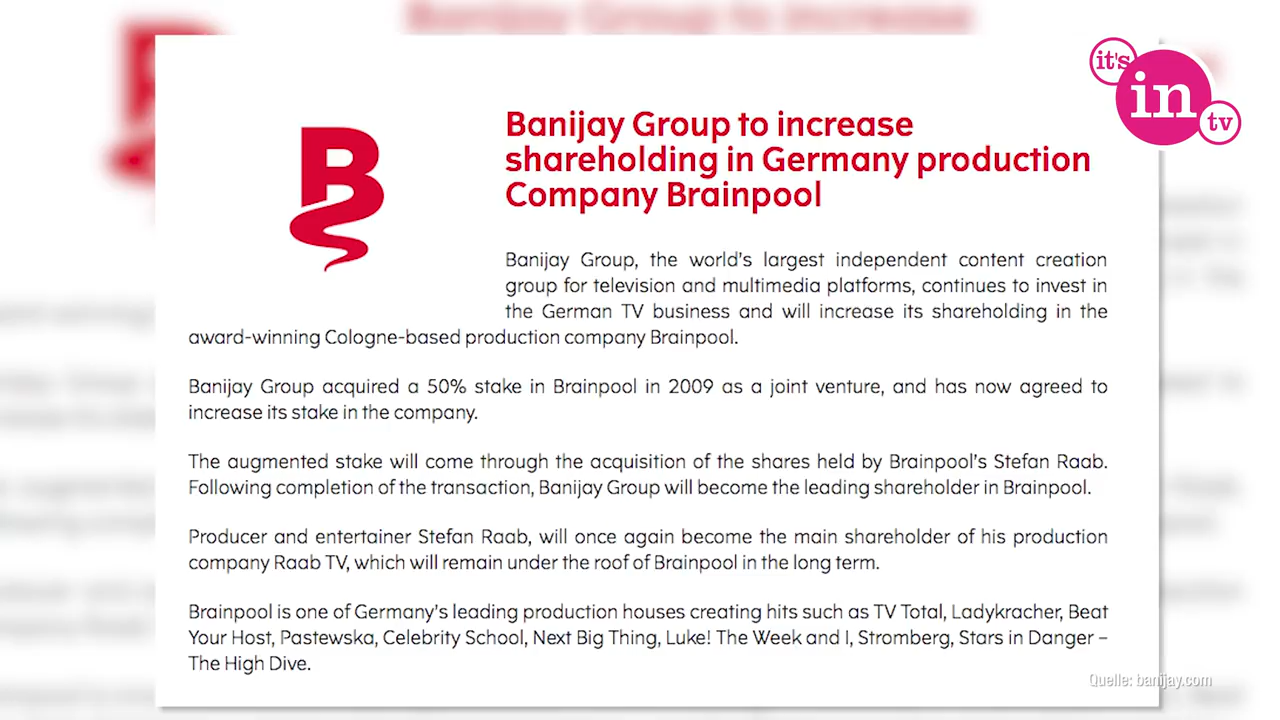 Banijay Group to increase
it's
in
tv
Banijay Group to increase
shareholding in Germany production
Company Brainpool
Banijay Group, the world's largest independent content creation
group for television and multimedia platforms, continues to invest in
the German TV business and will increase its shareholding in the
award-winning Cologne-based production company Brainpool.
Banijay Group acquired a 50% stake in Brainpool in 2009 as a joint venture, and has now agreed to
increase its stake in the company.
The augmented stake will come through the acquisition of the shares held by Brainpool's Stefan Raab.
Following completion of the transaction, Banijay Group will become the leading shareholder in Brainpool.
Producer and entertainer Stefan Raab, will once again become the main shareholder of his production
company Raab TV, which will remain under the roof of Brainpool in the long term.
Brainpool is one of Germany's leading production houses creating hits such as TV Total, Ladykracher, Beat
Your Host, Pastewska, Celebrity School, Next Big Thing, Luke! The Week and I, Stromberg, Stars in Danger –
The High Dive.
Quelle: banijay.com